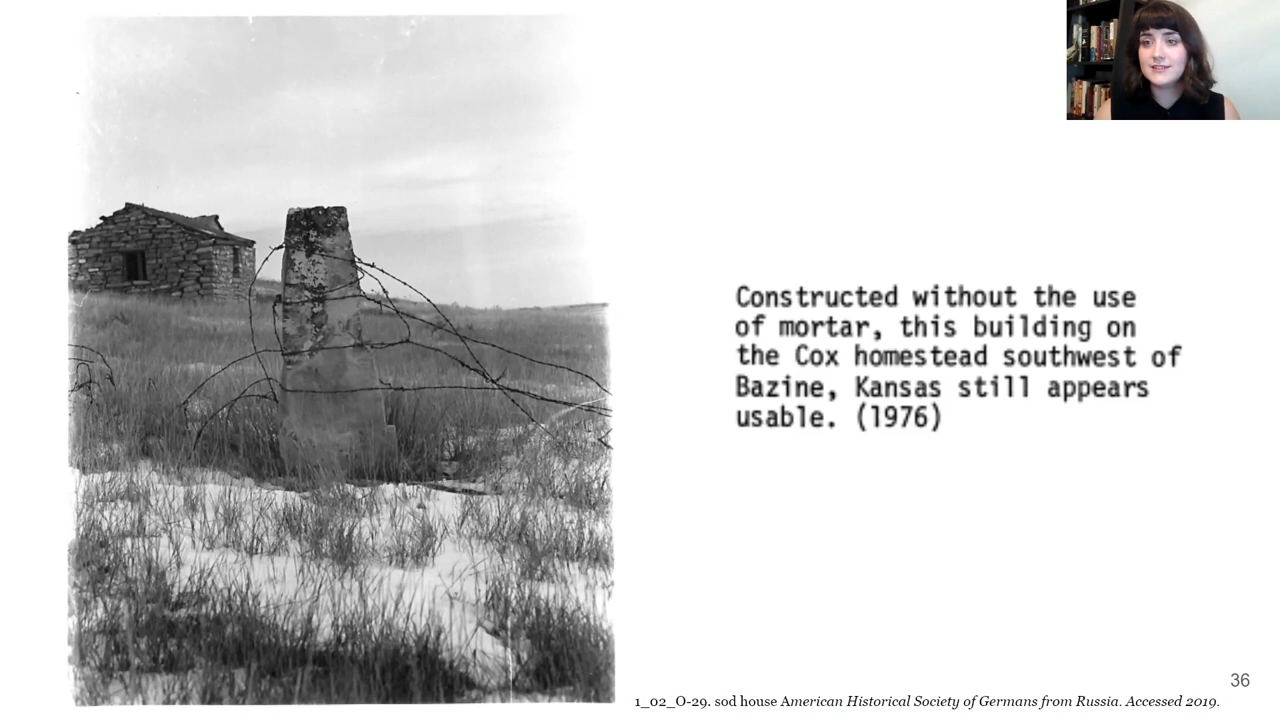 Constructed without the use
of mortar, this building on
the Cox homestead southwest of
Bazine, Kansas still appears
usable. (1976)
36
1_02_O-29. sod house American Historical Society of Germans from Russia. Accessed 2019.